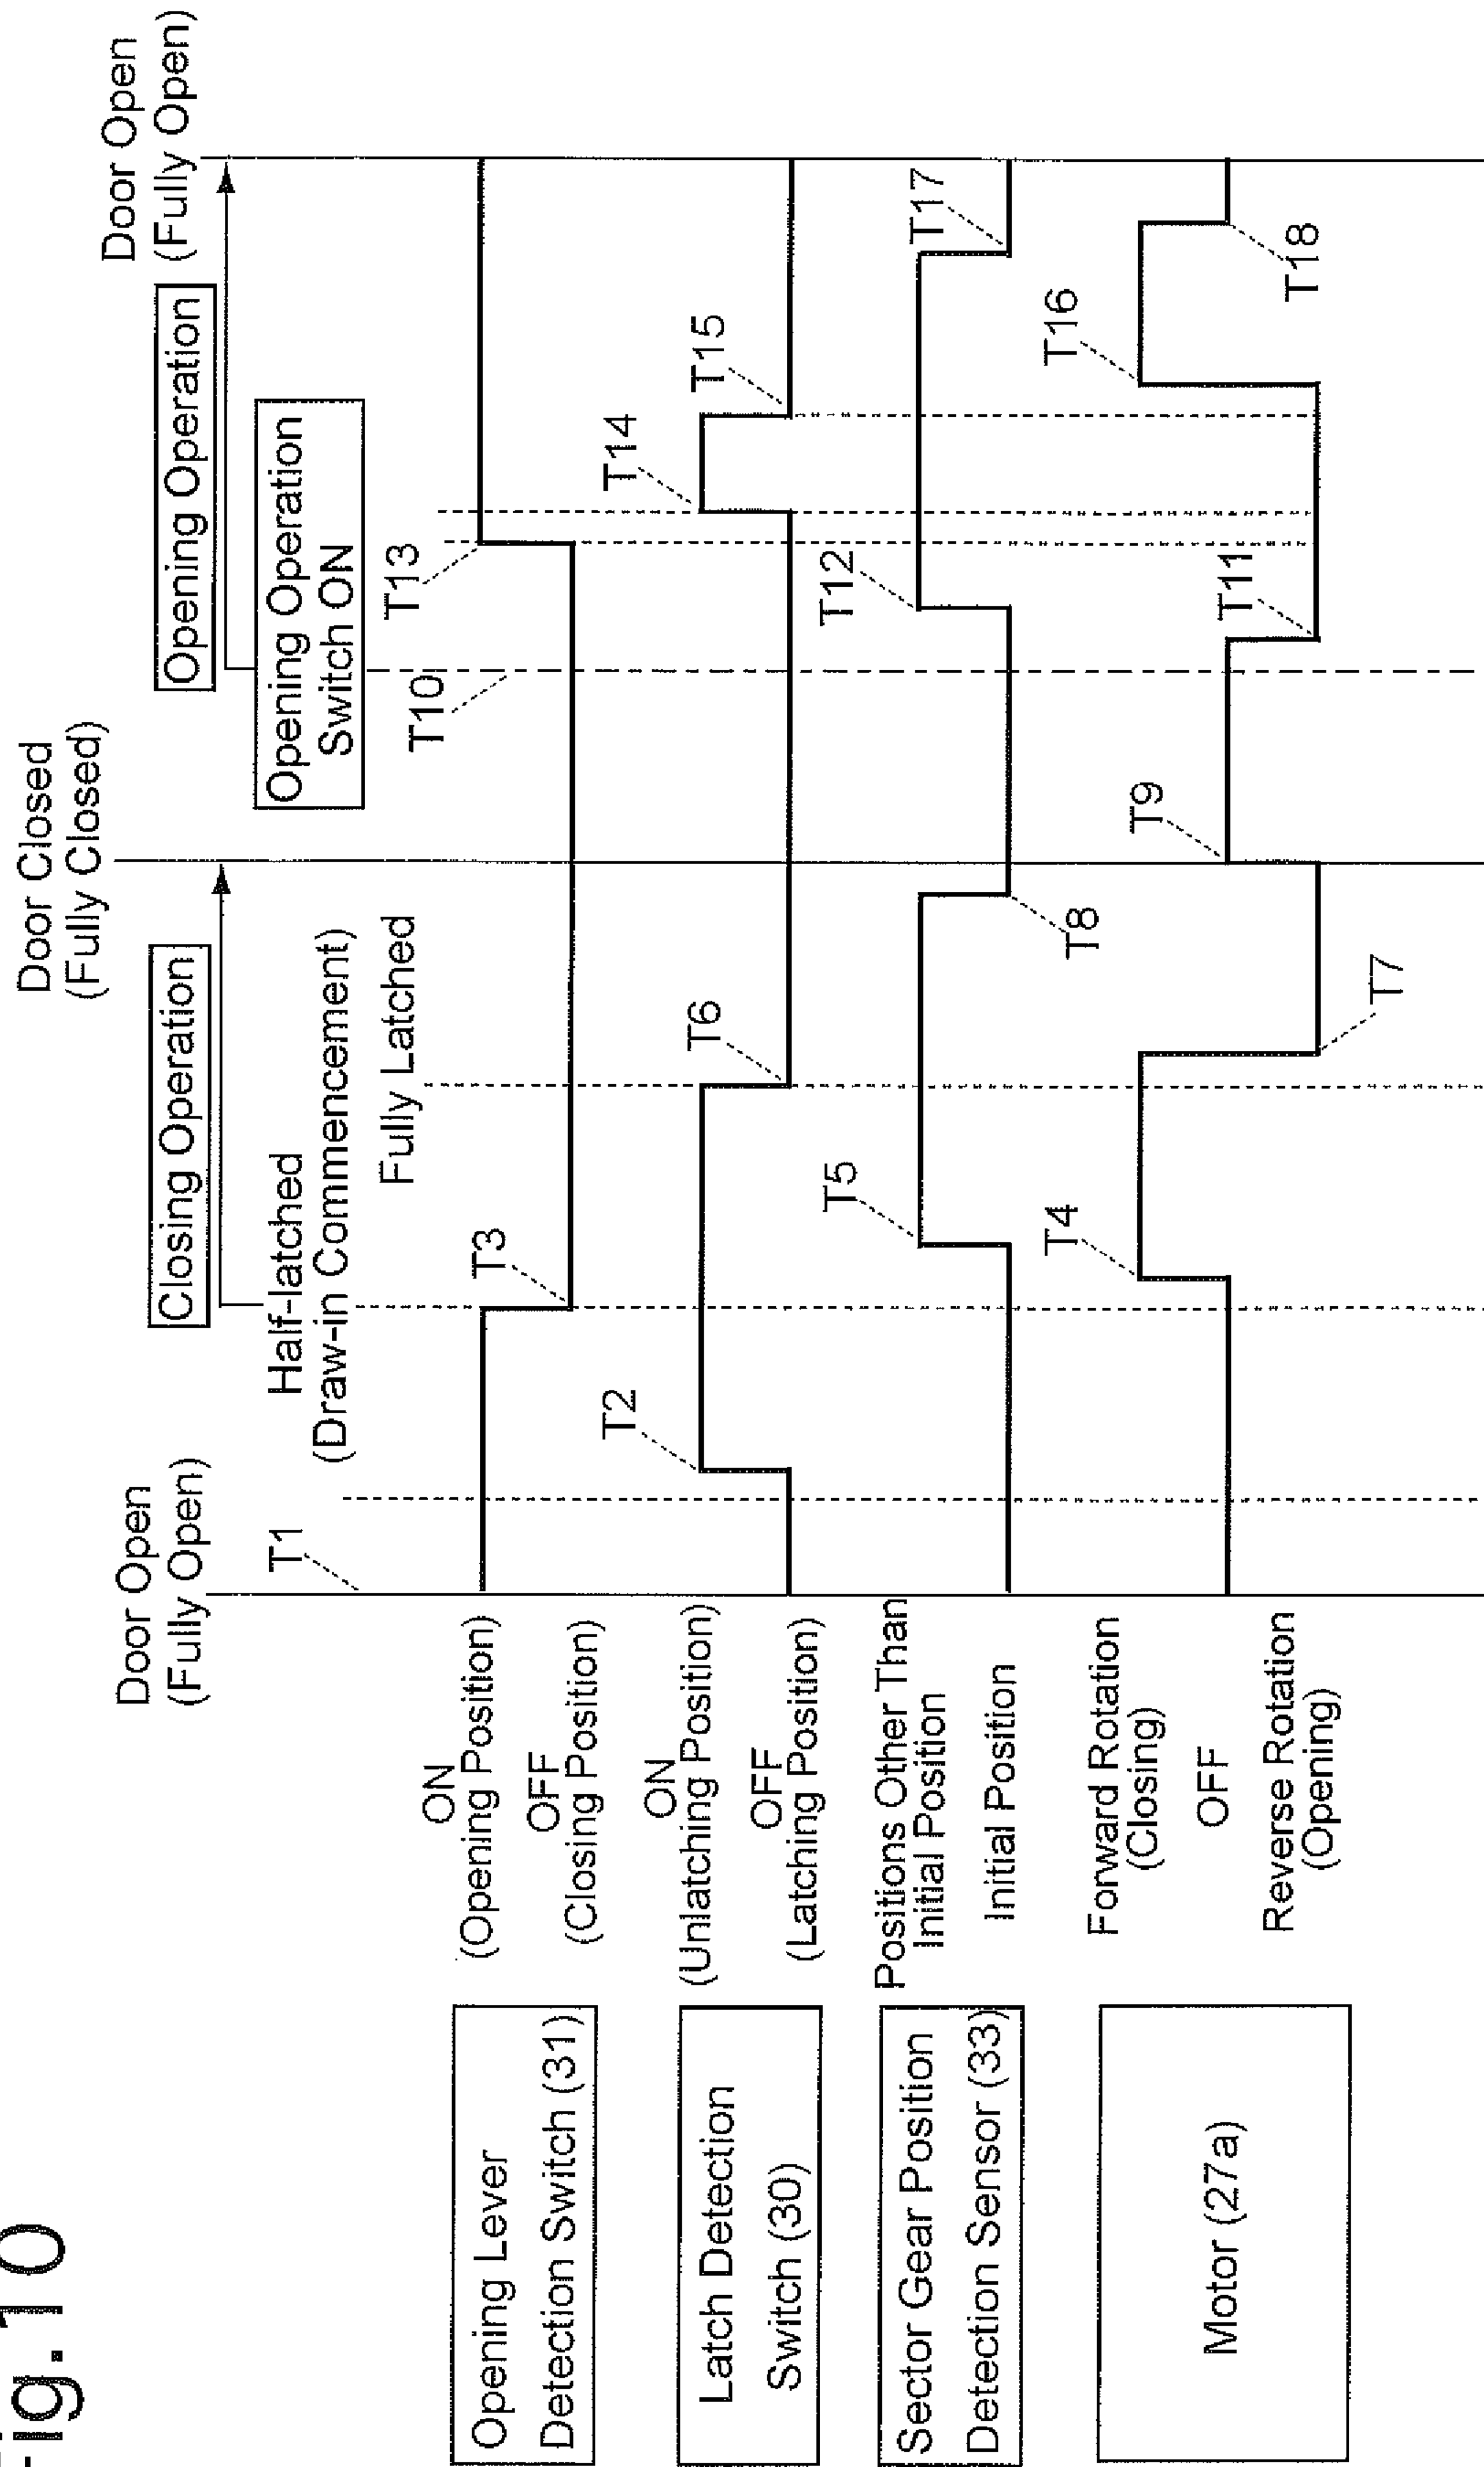 Fig.10
Door Open
(Fully Open)
Door Closed
(Fully Closed)
Door Open
(Fully Open)
Closing Operation
Opening Operation
T1
Half-latched
(Draw-in Commencement)
Fully Latched
Opening Operation
Switch ON
T10
Opening Lever
Detection Switch (31)
ON
(Opening Position)
OFF
(Closing Position)
T3
T13
Latch Detection
Switch (30)
ON
(Unlatching Position)
OFF
(Latching Position)
T2
T6
T14
T15
Sector Gear Position
Detection Sensor (33)
Positions Other Than
Initial Position
Initial Position
T5
T8
T12
T17
Motor (27a)
Forward Rotation
(Closing)
OFF
Reverse Rotation
(Opening)
T4
T7
T9
T11
T16
T18